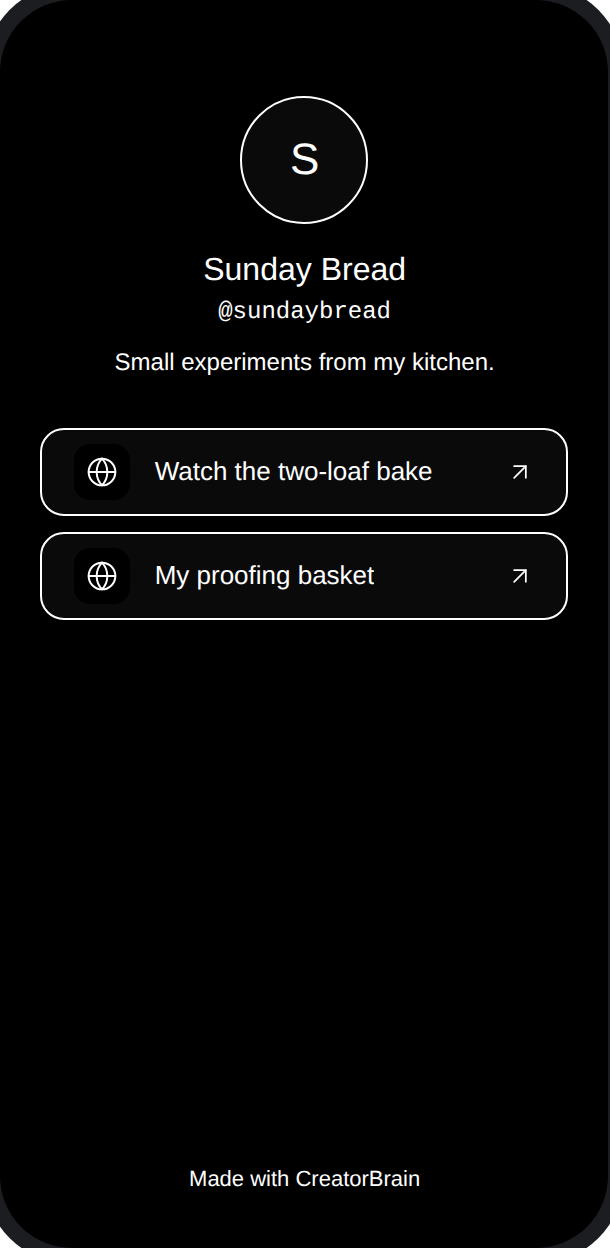 S
Sunday Bread
@sundaybread
Small experiments from my kitchen.
Watch the two-loaf bake
My proofing basket
Made with CreatorBrain